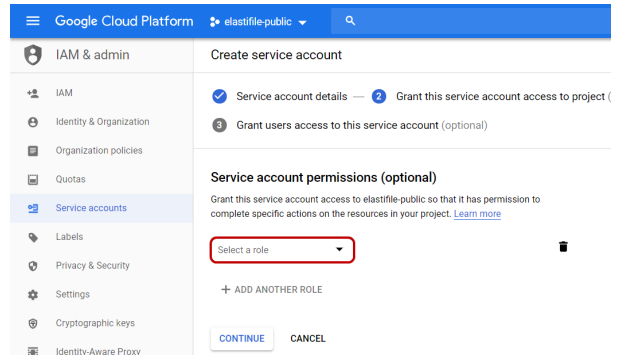 Google Cloud Platform
elastifile-public
IAM & admin
Create service account
IAM
Identity & Organization
Organization policies
Quotas
Service accounts
Labels
Privacy & Security
Settings
Cryptographic keys
Identity-Aware Proxy
Service account details — 2 Grant this service account access to project (
3 Grant users access to this service account (optional)
Service account permissions (optional)
Grant this service account access to elastifile-public so that it has permission to
complete specific actions on the resources in your project. Learn more
Select a role
+ ADD ANOTHER ROLE
CONTINUE CANCEL